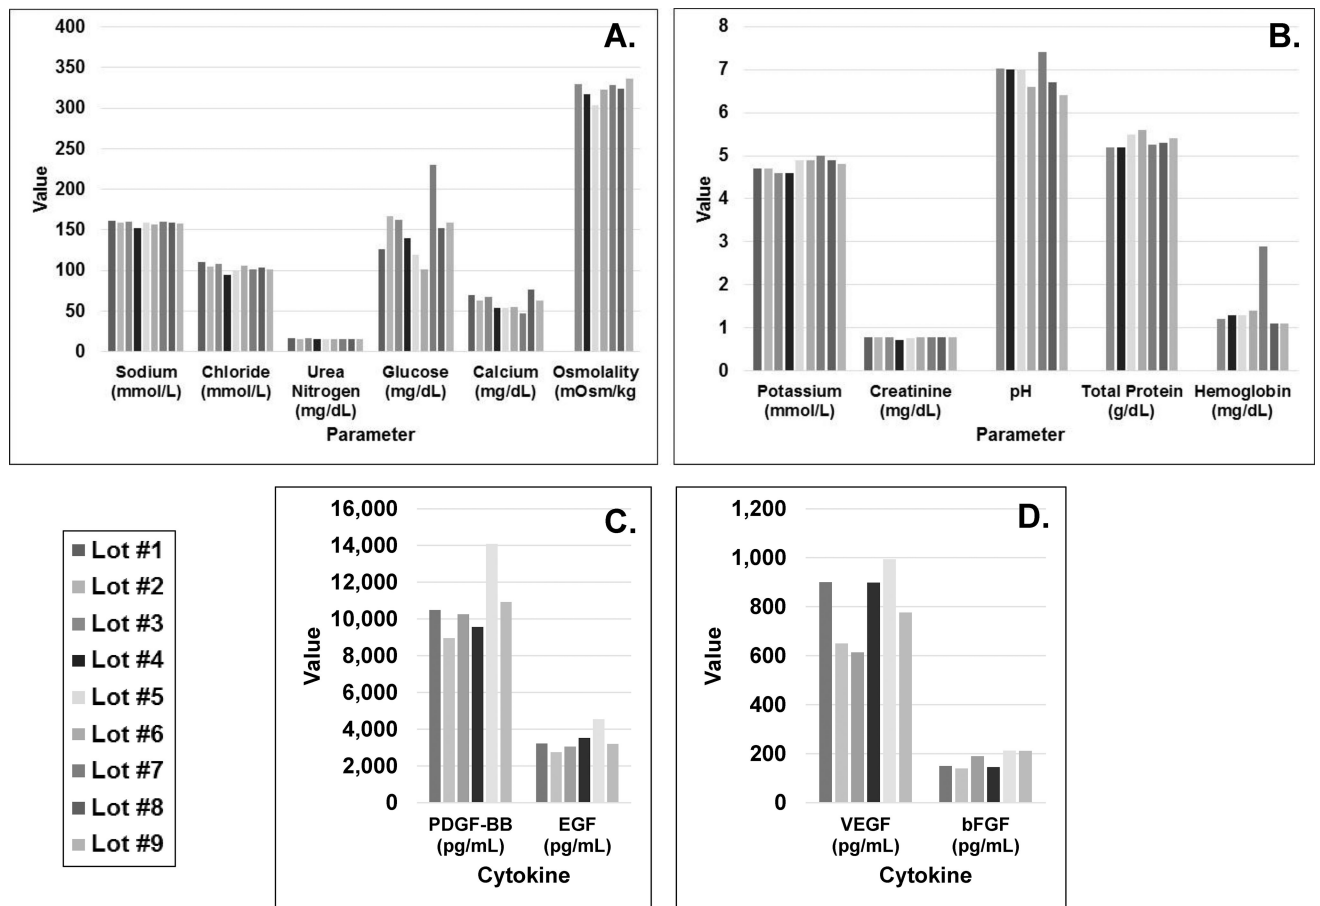 A.
400
350
300
250
200
150
100
50
0
Value
Sodium (mmol/L)
Chloride (mmol/L)
Urea Nitrogen (mg/dL)
Glucose (mg/dL)
Calcium (mg/dL)
Osmolality (mOsm/kg
Parameter
B.
8
7
6
5
4
3
2
1
0
Value
Potassium (mmol/L)
Creatinine (mg/dL)
pH
Total Protein (g/dL)
Hemoglobin (mg/dL)
Parameter
Lot #1
Lot #2
Lot #3
Lot #4
Lot #5
Lot #6
Lot #7
Lot #8
Lot #9
C.
16,000
14,000
12,000
10,000
8,000
6,000
4,000
2,000
0
Value
PDGF-BB (pg/mL)
EGF (pg/mL)
Cytokine
D.
1,200
1,000
800
600
400
200
0
Value
VEGF (pg/mL)
bFGF (pg/mL)
Cytokine